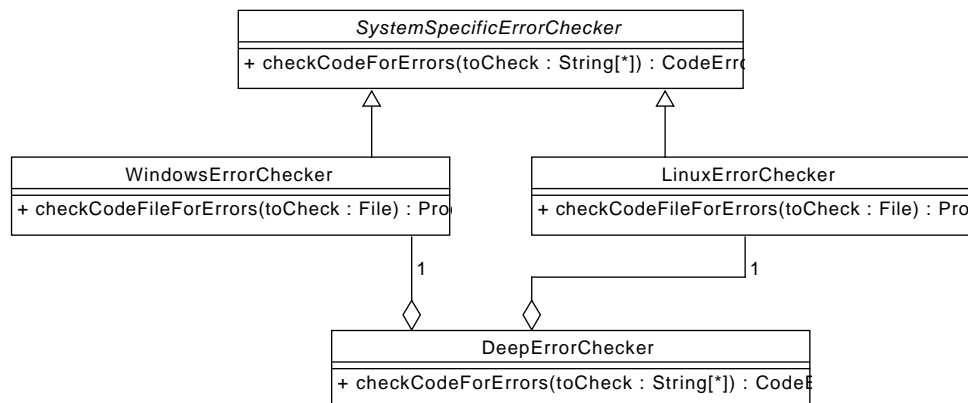 SystemSpecificErrorChecker
+ checkCodeForErrors(toCheck : String[*]) : CodeErro
WindowsErrorChecker
+ checkCodeFileForErrors(toCheck : File) : Pro
LinuxErrorChecker
+ checkCodeFileForErrors(toCheck : File) : Pro
1
1
DeepErrorChecker
+ checkCodeForErrors(toCheck : String[*]) : CodeE